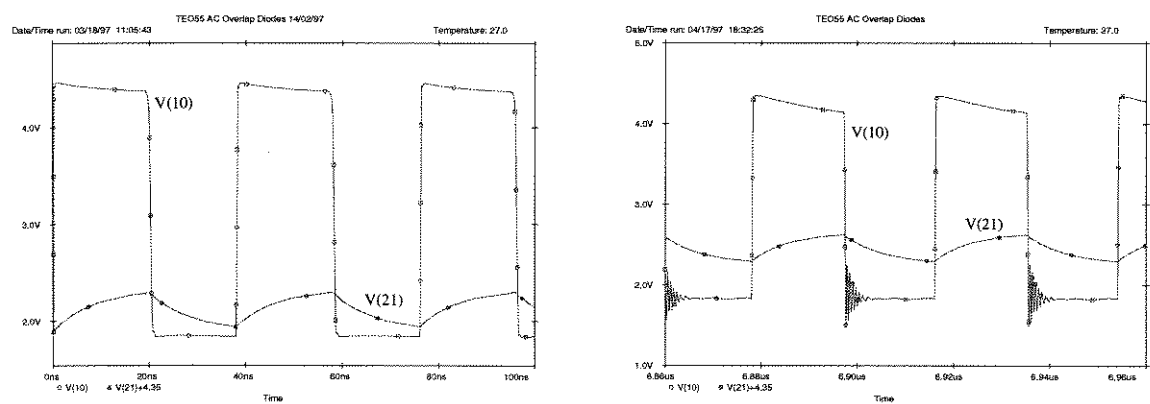 TEO55 AC Overlap Diodes 14/02/97
Date/Time run: 03/18/97 11:05:43
Temperature: 27.0
V(10)
4.0V
3.0V
V(21)
2.0V
0ns
20ns
40ns
60ns
80ns
100ns
V(10)
V(21)+4.35
Time
TEO55 AC Overlap Diodes
Date/Time run: 04/17/97 16:32:25
Temperature: 27.0
5.0V
V(10)
4.0V
3.0V
V(21)
2.0V
1.0V
6.86us
6.88us
6.90us
6.92us
6.94us
6.96us
V(10)
V(21)+4.35
Time